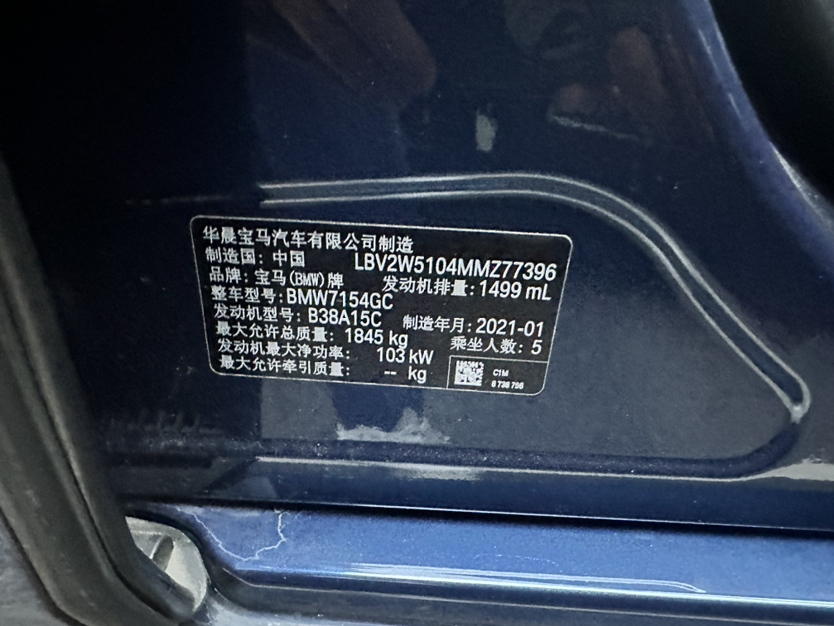 华晨宝马汽车有限公司制造
制造国: 中国 LBV2W5104MMZ77396
品牌: 宝马(BMW)牌 发动机排量: 1499 mL
整车型号: BMW7154GC
发动机型号: B38A15C 制造年月: 2021-01
最大允许总质量: 1845 kg 乘坐人数: 5
发动机最大净功率: 103 kW
最大允许牵引质量: -- kg
C1M